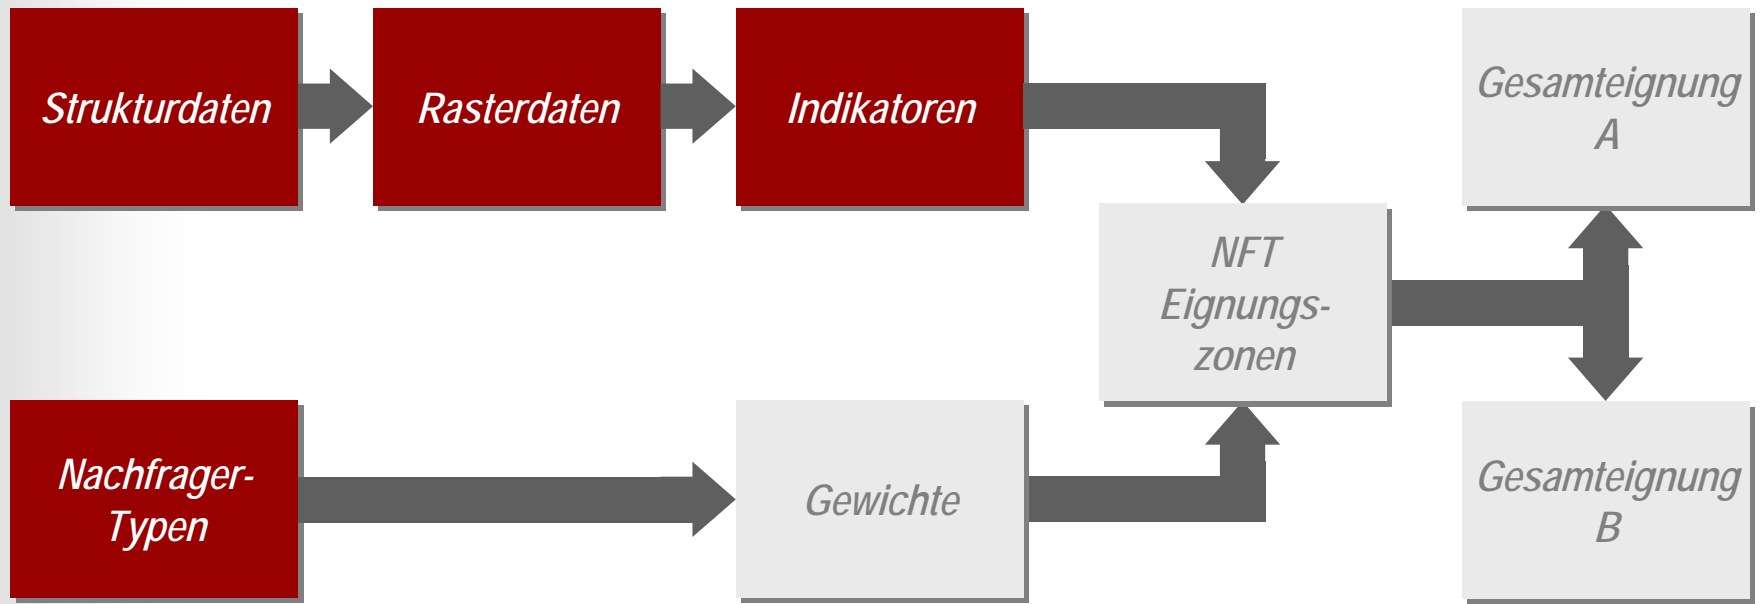 Strukturdaten
Rasterdaten
Indikatoren
Gesamteignung
A
NFT
Eignungs-
zonen
Nachfrager-
Typen
Gewichte
Gesamteignung
B